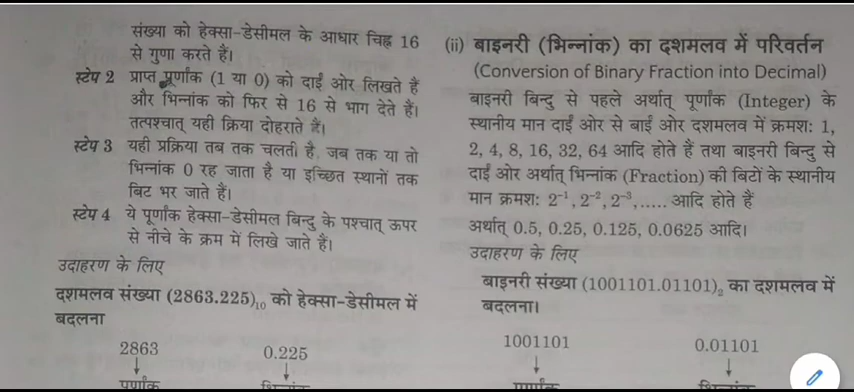 संख्या को हेक्सा-डेसीमल के आधार चिह्न 16
से गुणा करते हैं।
स्टेप 2 प्राप्त पूर्णांक (1 या 0) को दाईं ओर लिखते हैं
और भिन्नांक को फिर से 16 से भाग देते हैं।
तत्पश्चात् यही क्रिया दोहराते हैं।
स्टेप 3 यही प्रक्रिया तब तक चलती है, जब तक या तो
भिन्नांक 0 रह जाता है या इच्छित स्थानों तक
बिट भर जाते हैं।
स्टेप 4 ये पूर्णांक हेक्सा-डेसीमल बिन्दु के पश्चात् ऊपर
से नीचे के क्रम में लिखे जाते हैं।
उदाहरण के लिए
दशमलव संख्या (2863.225)₁₀ को हेक्सा-डेसीमल में
बदलना
2863 0.225
↓ ↓
पूर्णांक भिन्नांक
(ii) बाइनरी (भिन्नांक) का दशमलव में परिवर्तन
(Conversion of Binary Fraction into Decimal)
बाइनरी बिन्दु से पहले अर्थात् पूर्णांक (Integer) के
स्थानीय मान दाईं ओर से बाईं ओर दशमलव में क्रमशः 1,
2, 4, 8, 16, 32, 64 आदि होते हैं तथा बाइनरी बिन्दु से
दाईं ओर अर्थात् भिन्नांक (Fraction) की बिटों के स्थानीय
मान क्रमशः 2⁻¹, 2⁻², 2⁻³,..... आदि होते हैं
अर्थात् 0.5, 0.25, 0.125, 0.0625 आदि।
उदाहरण के लिए
बाइनरी संख्या (1001101.01101)₂ का दशमलव में
बदलना।
1001101 0.01101
↓ ↓
पूर्णांक भिन्नांक